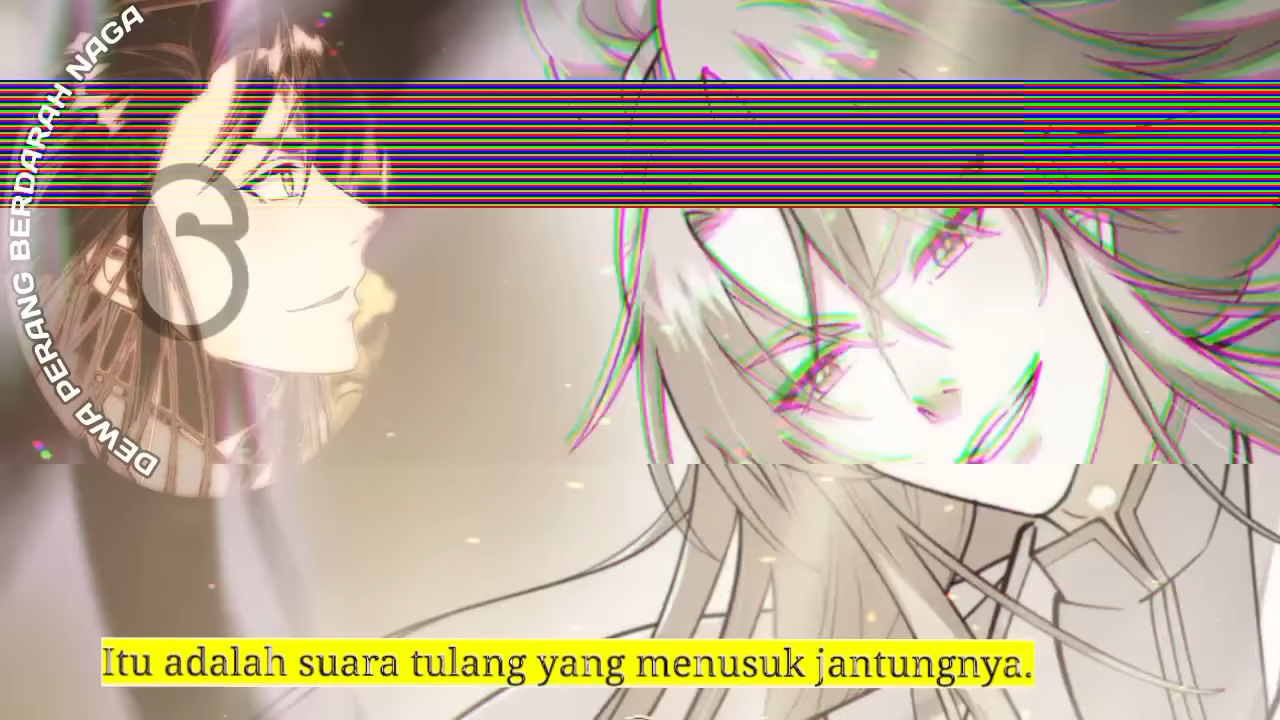 DEWA PERANG BERDARAH NAGA
Itu adalah suara tulang yang menusuk jantungnya.